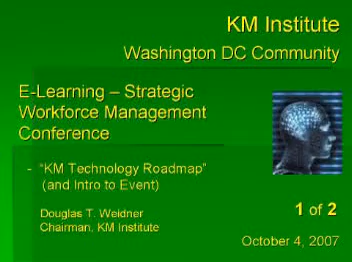 KM Institute
Washington DC Community
E-Learning – Strategic
Workforce Management
Conference
- "KM Technology Roadmap"
(and Intro to Event)
Douglas T. Weidner
Chairman, KM Institute
1 of 2
October 4, 2007